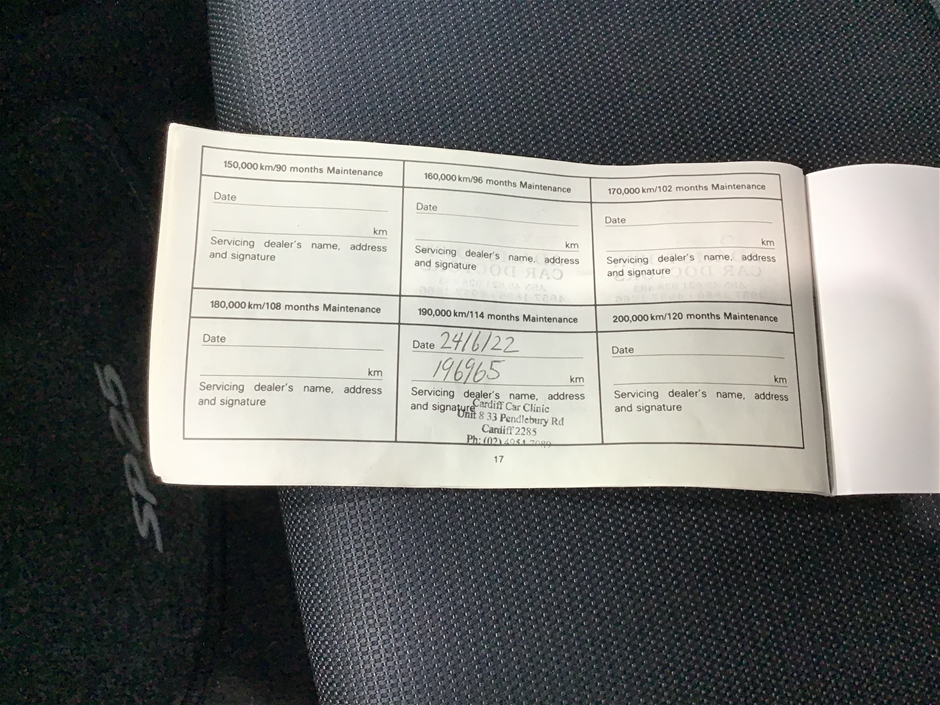 150,000 km/90 months Maintenance
Date
km
Servicing dealer's name, address
and signature
160,000 km/96 months Maintenance
Date
km
Servicing dealer's name, address
and signature
170,000 km/102 months Maintenance
Date
km
Servicing dealer's name, address
and signature
180,000 km/108 months Maintenance
Date
km
Servicing dealer's name, address
and signature
190,000 km/114 months Maintenance
Date 24/6/22
196965 km
Servicing dealer's name, address
and signature
Cardiff Car Clinic
Unit 8 33 Pendlebury Rd
Cardiff 2285
Ph: (02)
200,000 km/120 months Maintenance
Date
km
Servicing dealer's name, address
and signature
17
SP25